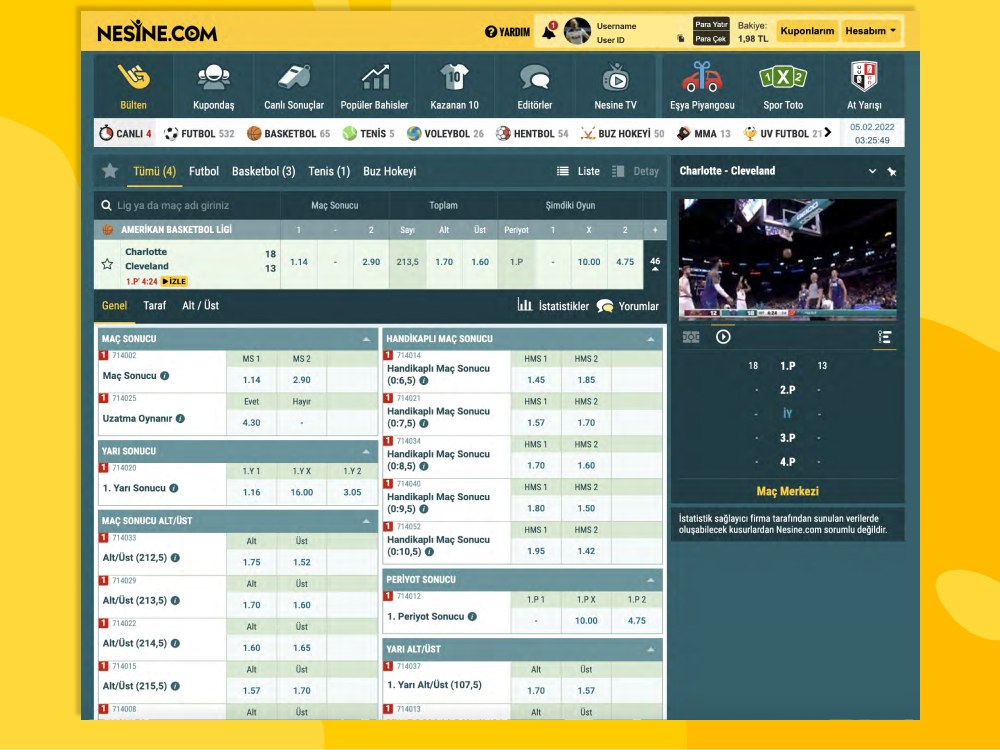 NESINE.COM
YARDIM
1
Username
User ID
Para Yatır
Para Çek
Bakiye:
1,98 TL
Kuponlarım
Hesabım
Bülten
Kupondaş
Canlı Sonuçlar
Popüler Bahisler
10
Kazanan 10
Editörler
Nesine TV
Eşya Piyangosu
1X2
Spor Toto
At Yarışı
CANLI 4
FUTBOL 532
BASKETBOL 65
TENİS 5
VOLEYBOL 26
HENTBOL 54
BUZ HOKEYİ 50
MMA 13
UV FUTBOL 21
05.02.2022
03:25:49
Tümü (4)
Futbol
Basketbol (3)
Tenis (1)
Buz Hokeyi
Liste
Detay
Lig ya da maç adı giriniz
Maç Sonucu
Toplam
Şimdiki Oyun
AMERİKAN BASKETBOL LİGİ
1 - 2 Sayı Alt Üst Periyot 1 X 2 +
Charlotte 18
Cleveland 13
1.P' 4:24 İZLE
1.14 - 2.90 213,5 1.70 1.60 1.P - 10.00 4.75 46
Genel
Taraf
Alt / Üst
İstatistikler
Yorumlar
MAÇ SONUCU
1 714002 MS 1 MS 2
Maç Sonucu 1.14 2.90
1 714025 Evet Hayır
Uzatma Oynanır 4.30 -
YARI SONUCU
1 714020 1.Y 1 1.Y X 1.Y 2
1. Yarı Sonucu 1.16 16.00 3.05
MAÇ SONUCU ALT/ÜST
1 714033 Alt Üst
Alt/Üst (212,5) 1.75 1.52
1 714029 Alt Üst
Alt/Üst (213,5) 1.70 1.60
1 714022 Alt Üst
Alt/Üst (214,5) 1.60 1.65
1 714015 Alt Üst
Alt/Üst (215,5) 1.57 1.70
1 714008 Alt Üst
HANDİKAPLI MAÇ SONUCU
1 714014 HMS 1 HMS 2
Handikaplı Maç Sonucu
(0:6,5) 1.45 1.85
1 714021 HMS 1 HMS 2
Handikaplı Maç Sonucu
(0:7,5) 1.57 1.70
1 714034 HMS 1 HMS 2
Handikaplı Maç Sonucu
(0:8,5) 1.70 1.60
1 714040 HMS 1 HMS 2
Handikaplı Maç Sonucu
(0:9,5) 1.80 1.50
1 714052 HMS 1 HMS 2
Handikaplı Maç Sonucu
(0:10,5) 1.95 1.42
PERİYOT SONUCU
1 714012 1.P 1 1.P X 1.P 2
1. Periyot Sonucu - 10.00 4.75
YARI ALT/ÜST
1 714037 Alt Üst
1. Yarı Alt/Üst (107,5) 1.70 1.57
1 714013 Alt Üst
Charlotte - Cleveland
18 1.P 13
- 2.P -
- İY -
- 3.P -
- 4.P -
Maç Merkezi
İstatistik sağlayıcı firma tarafından sunulan verilerde
oluşabilecek kusurlardan Nesine.com sorumlu değildir.